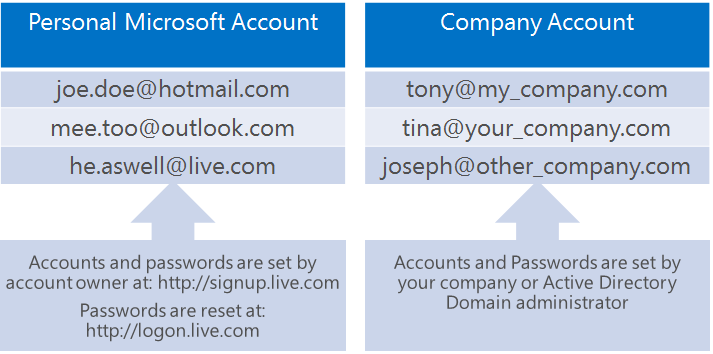 Personal Microsoft Account
joe.doe@hotmail.com
mee.too@outlook.com
he.aswell@live.com
Accounts and passwords are set by
account owner at: http://signup.live.com
Passwords are reset at:
http://logon.live.com
Company Account
tony@my_company.com
tina@your_company.com
joseph@other_company.com
Accounts and Passwords are set by
your company or Active Directory
Domain administrator